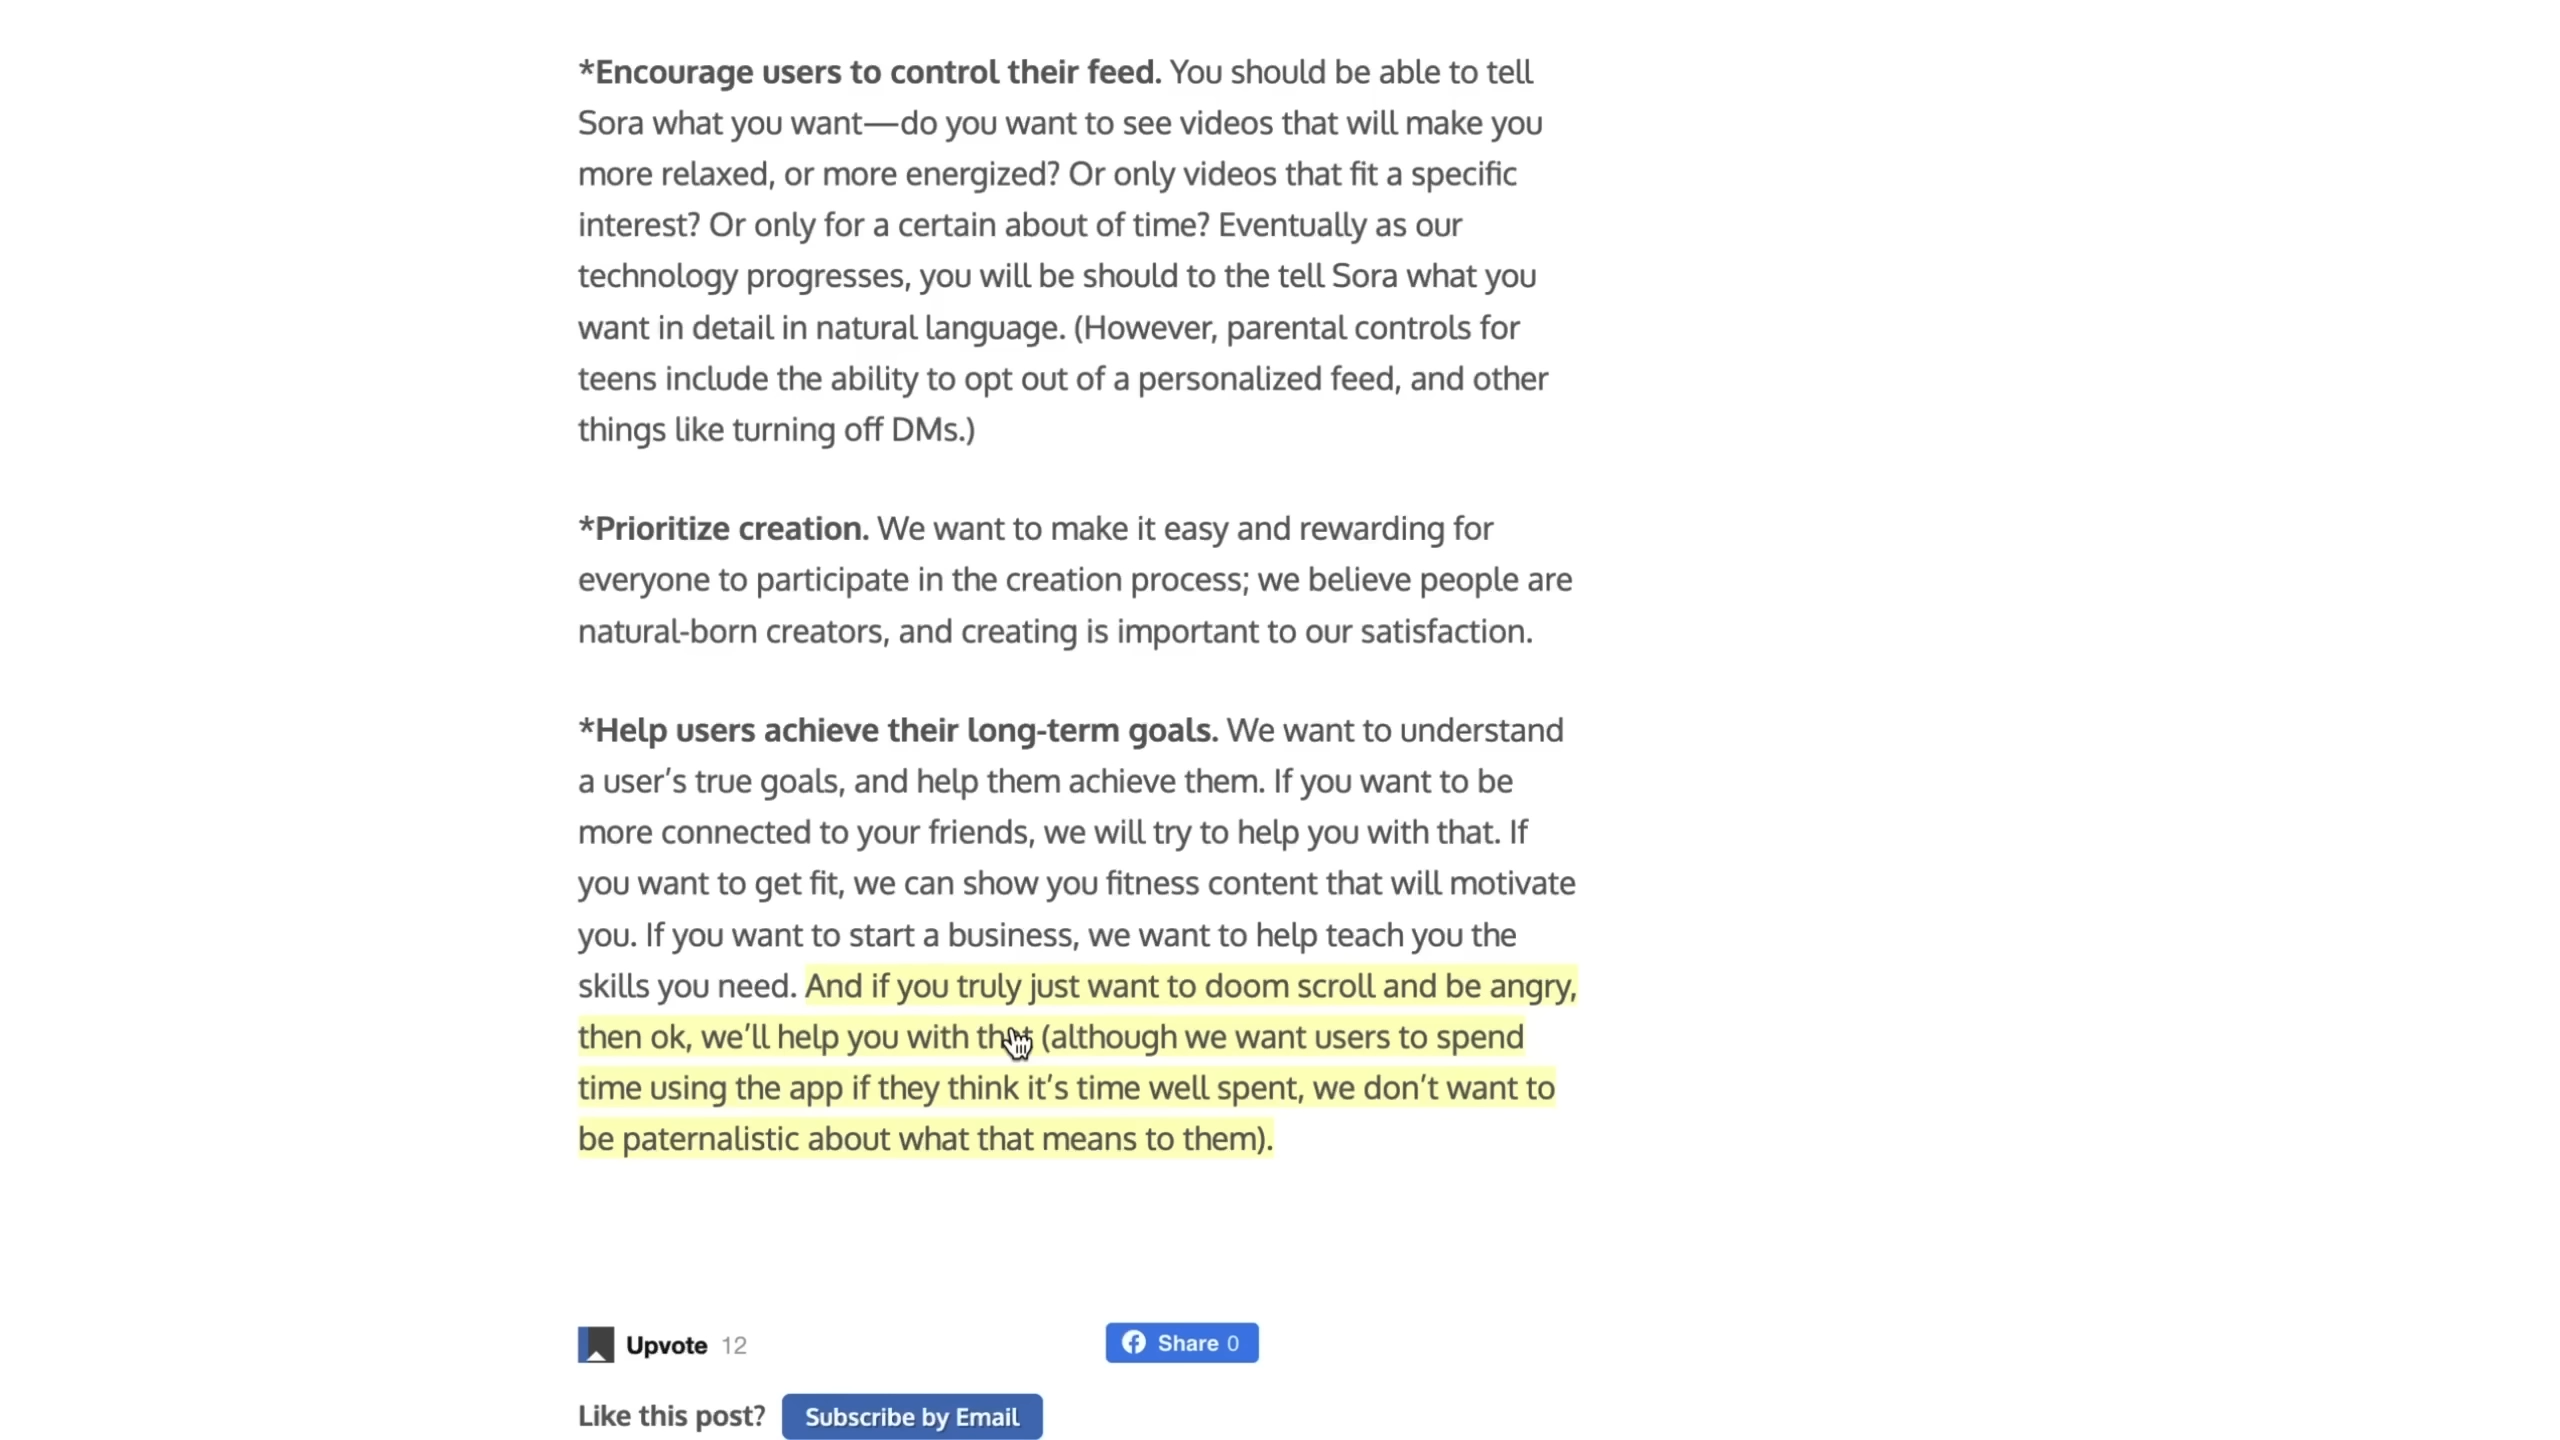 *Encourage users to control their feed. You should be able to tell
Sora what you want—do you want to see videos that will make you
more relaxed, or more energized? Or only videos that fit a specific
interest? Or only for a certain about of time? Eventually as our
technology progresses, you will be should to the tell Sora what you
want in detail in natural language. (However, parental controls for
teens include the ability to opt out of a personalized feed, and other
things like turning off DMs.)
*Prioritize creation. We want to make it easy and rewarding for
everyone to participate in the creation process; we believe people are
natural-born creators, and creating is important to our satisfaction.
*Help users achieve their long-term goals. We want to understand
a user’s true goals, and help them achieve them. If you want to be
more connected to your friends, we will try to help you with that. If
you want to get fit, we can show you fitness content that will motivate
you. If you want to start a business, we want to help teach you the
skills you need. And if you truly just want to doom scroll and be angry,
then ok, we’ll help you with that (although we want users to spend
time using the app if they think it’s time well spent, we don’t want to
be paternalistic about what that means to them).
Upvote 12
Share 0
Like this post? Subscribe by Email